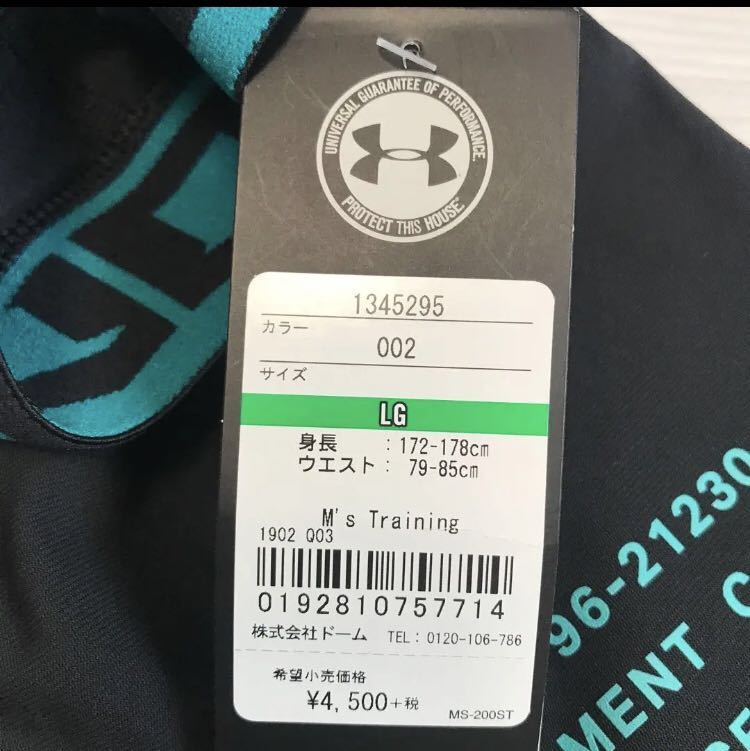 UNIVERSAL GUARANTEE OF PERFORMANCE.
PROTECT THIS HOUSE®
1345295
カラー
002
サイズ
LG
身長 : 172-178cm
ウエスト : 79-85cm
M's Training
1902 Q03
0192810757714
株式会社ドーム TEL: 0120-106-786
希望小売価格
¥4,500+税
MS-200ST
96-21230
MENT C